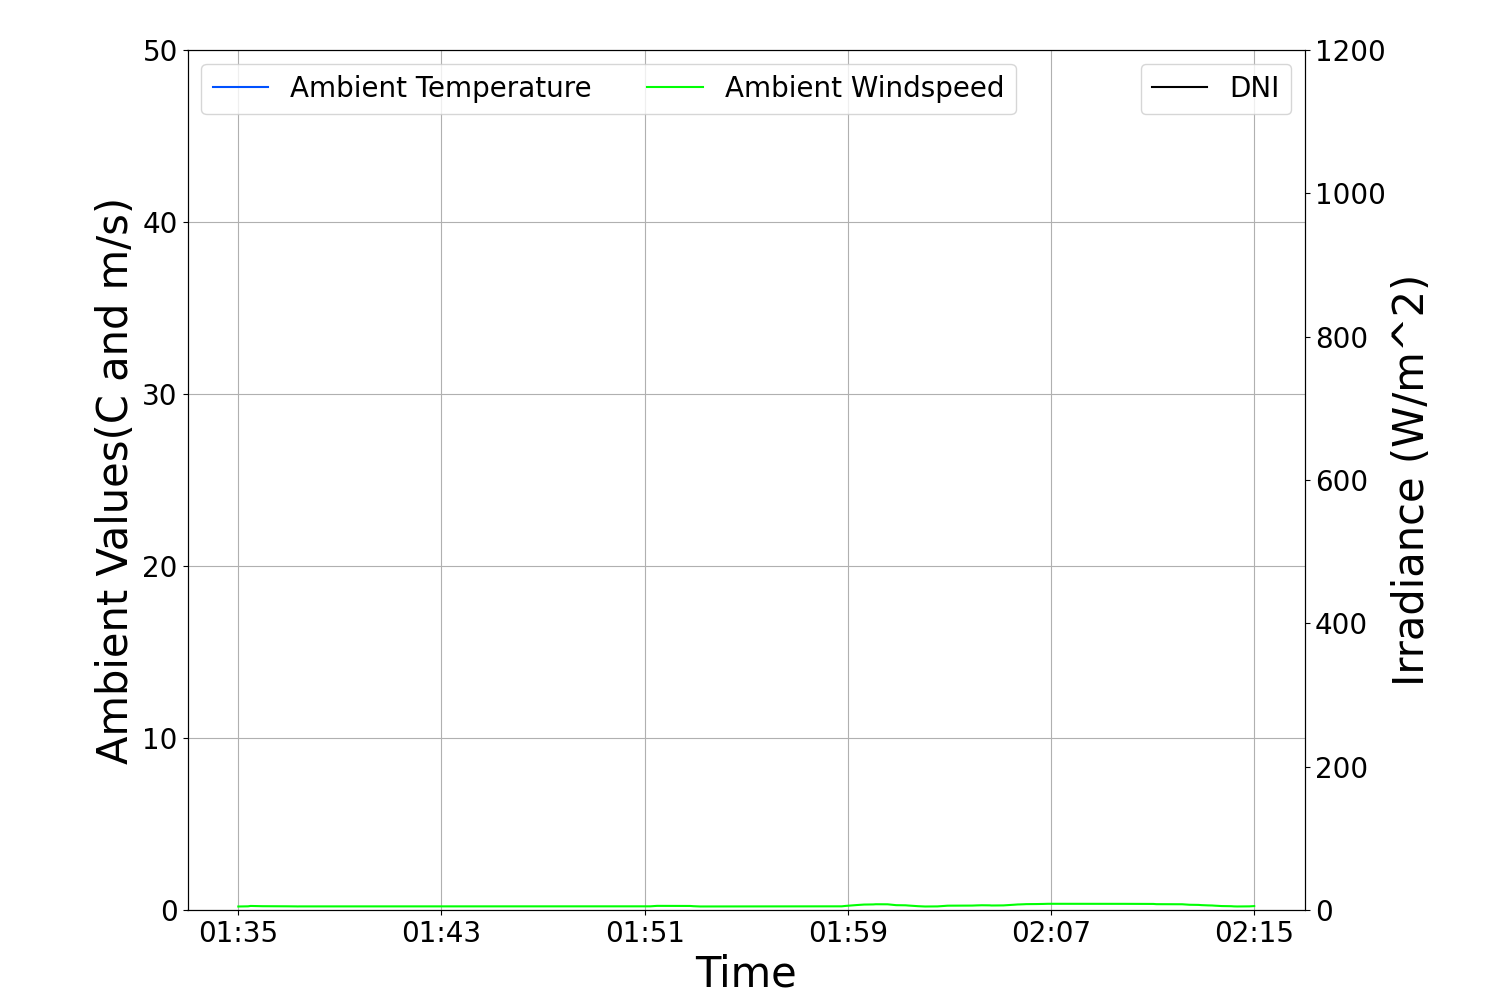 Ambient Temperature Ambient Windspeed DNI
Ambient Values(C and m/s)
50
40
30
20
10
0
1200
1000
800
600
400
200
0
Irradiance (W/m^2)
01:35 01:43 01:51 01:59 02:07 02:15
Time